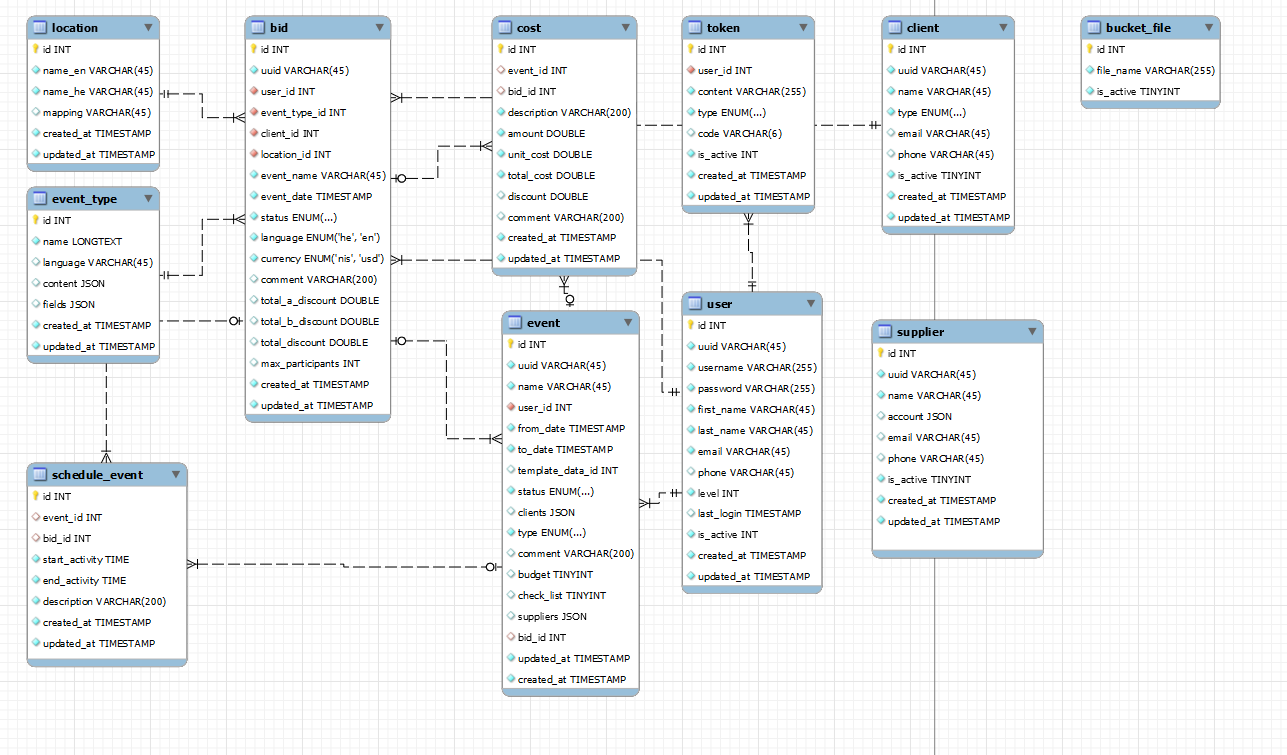 location
id INT
name_en VARCHAR(45)
name_he VARCHAR(45)
mapping VARCHAR(45)
created_at TIMESTAMP
updated_at TIMESTAMP
event_type
id INT
name LONGTEXT
language VARCHAR(45)
content JSON
fields JSON
created_at TIMESTAMP
updated_at TIMESTAMP
schedule_event
id INT
event_id INT
bid_id INT
start_activity TIME
end_activity TIME
description VARCHAR(200)
created_at TIMESTAMP
updated_at TIMESTAMP
bid
id INT
uuid VARCHAR(45)
user_id INT
event_type_id INT
client_id INT
location_id INT
event_name VARCHAR(45)
event_date TIMESTAMP
status ENUM(...)
language ENUM('he', 'en')
currency ENUM('nis', 'usd')
comment VARCHAR(200)
total_a_discount DOUBLE
total_b_discount DOUBLE
total_discount DOUBLE
max_participants INT
created_at TIMESTAMP
updated_at TIMESTAMP
cost
id INT
event_id INT
bid_id INT
description VARCHAR(200)
amount DOUBLE
unit_cost DOUBLE
total_cost DOUBLE
discount DOUBLE
comment VARCHAR(200)
created_at TIMESTAMP
updated_at TIMESTAMP
event
id INT
uuid VARCHAR(45)
name VARCHAR(45)
user_id INT
from_date TIMESTAMP
to_date TIMESTAMP
template_data_id INT
status ENUM(...)
clients JSON
type ENUM(...)
comment VARCHAR(200)
budget TINYINT
check_list TINYINT
suppliers JSON
bid_id INT
updated_at TIMESTAMP
created_at TIMESTAMP
token
id INT
user_id INT
content VARCHAR(255)
type ENUM(...)
code VARCHAR(6)
is_active INT
created_at TIMESTAMP
updated_at TIMESTAMP
user
id INT
uuid VARCHAR(45)
username VARCHAR(255)
password VARCHAR(255)
first_name VARCHAR(45)
last_name VARCHAR(45)
email VARCHAR(45)
phone VARCHAR(45)
level INT
last_login TIMESTAMP
is_active INT
created_at TIMESTAMP
updated_at TIMESTAMP
client
id INT
uuid VARCHAR(45)
name VARCHAR(45)
type ENUM(...)
email VARCHAR(45)
phone VARCHAR(45)
is_active TINYINT
created_at TIMESTAMP
updated_at TIMESTAMP
supplier
id INT
uuid VARCHAR(45)
name VARCHAR(45)
account JSON
email VARCHAR(45)
phone VARCHAR(45)
is_active TINYINT
created_at TIMESTAMP
updated_at TIMESTAMP
bucket_file
id INT
file_name VARCHAR(255)
is_active TINYINT